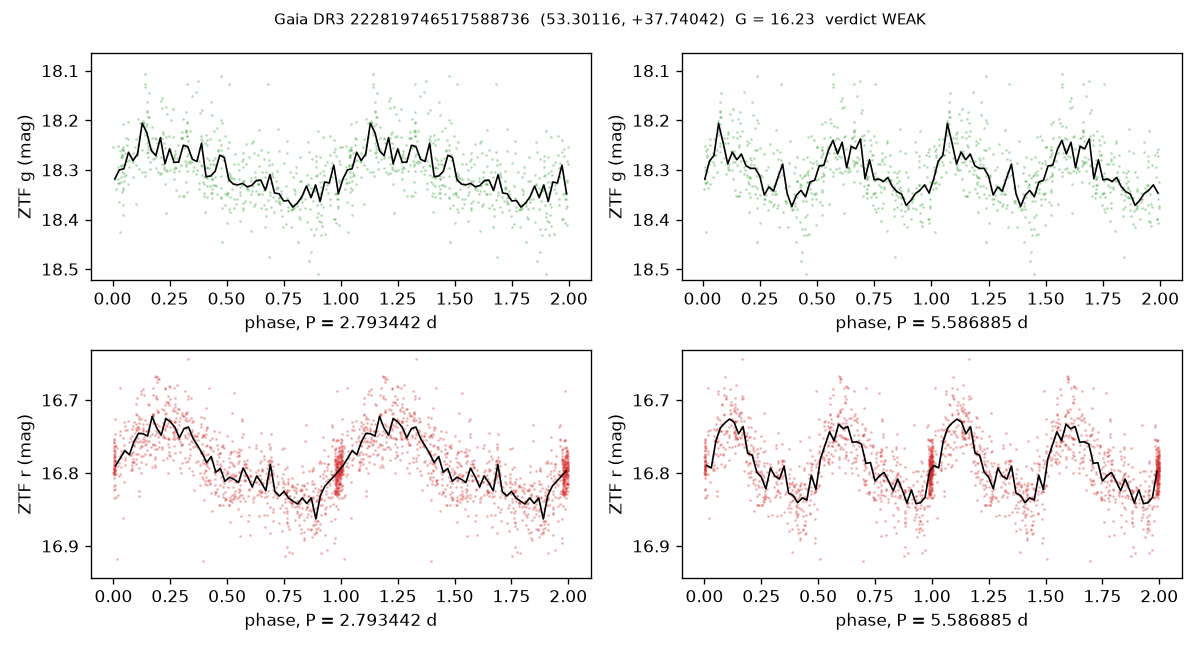 Gaia DR3 222819746517588736  (53.30116, +37.74042)  G = 16.23  verdict WEAK
ZTF g (mag)
18.1
18.2
18.3
18.4
18.5
0.00 0.25 0.50 0.75 1.00 1.25 1.50 1.75 2.00
phase, P = 2.793442 d
ZTF g (mag)
18.1
18.2
18.3
18.4
18.5
0.00 0.25 0.50 0.75 1.00 1.25 1.50 1.75 2.00
phase, P = 5.586885 d
ZTF r (mag)
16.7
16.8
16.9
0.00 0.25 0.50 0.75 1.00 1.25 1.50 1.75 2.00
phase, P = 2.793442 d
ZTF r (mag)
16.7
16.8
16.9
0.00 0.25 0.50 0.75 1.00 1.25 1.50 1.75 2.00
phase, P = 5.586885 d